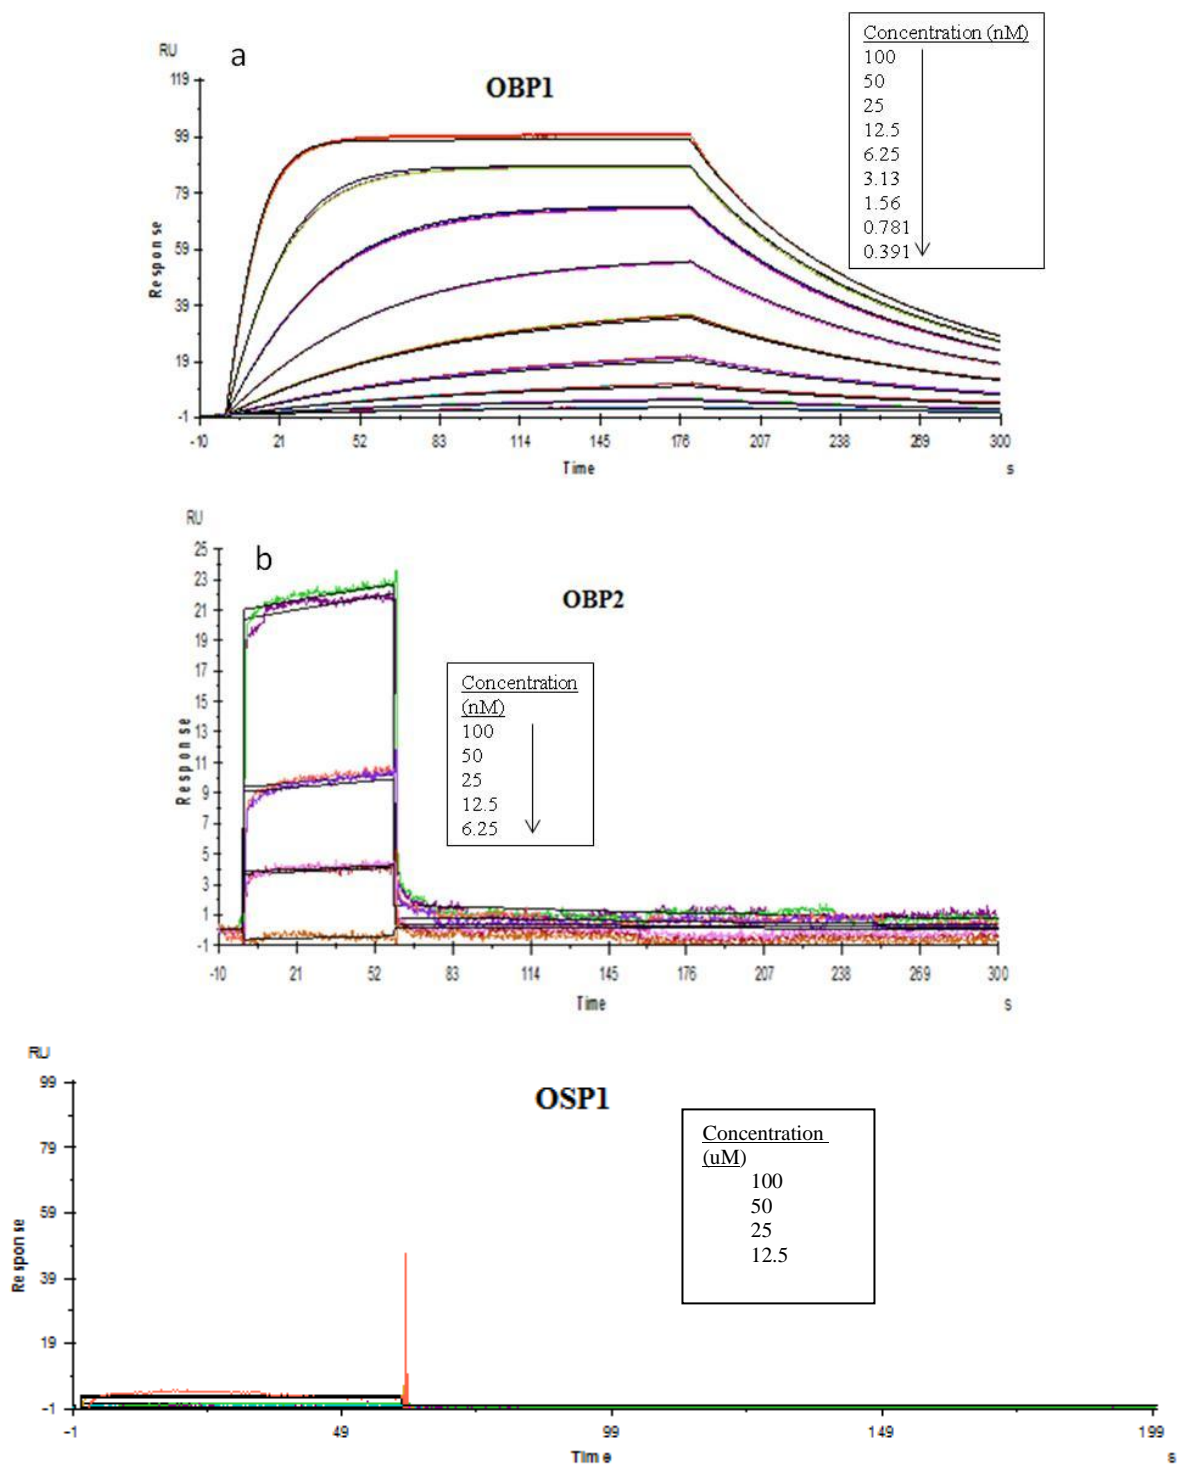 RU
a
OBP1
119
99
79
59
39
19
-1
Response
-10 21 52 83 114 145 176 207 238 269 300
Time
s
Concentration (nM)
100
50
25
12.5
6.25
3.13
1.56
0.781
0.391
RU
b
OBP2
25
23
21
19
17
15
13
11
9
7
5
3
1
-1
Response
-10 21 52 83 114 145 176 207 238 269 300
Time
s
Concentration
(nM)
100
50
25
12.5
6.25
RU
OSP1
99
79
59
39
19
-1
Response
-1 49 99 149 199
Time
s
Concentration
(uM)
100
50
25
12.5